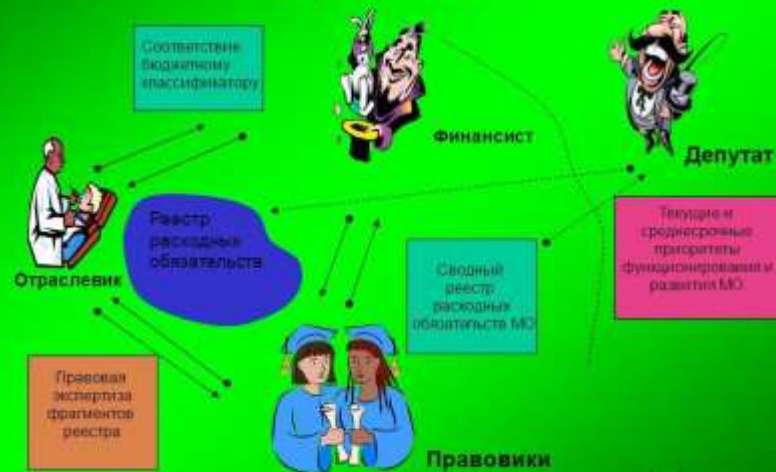 Соответствие
бюджетному
классификатору
Финансист
Депутат
Отраслевик
Реестр
расходных
обязательств
Текущие и
среднесрочные
приоритеты
функционирования и
развития МО
Сводный
реестр
расходных
обязательств МО
Правовая
экспертиза
фрагментов
реестра
Правовики